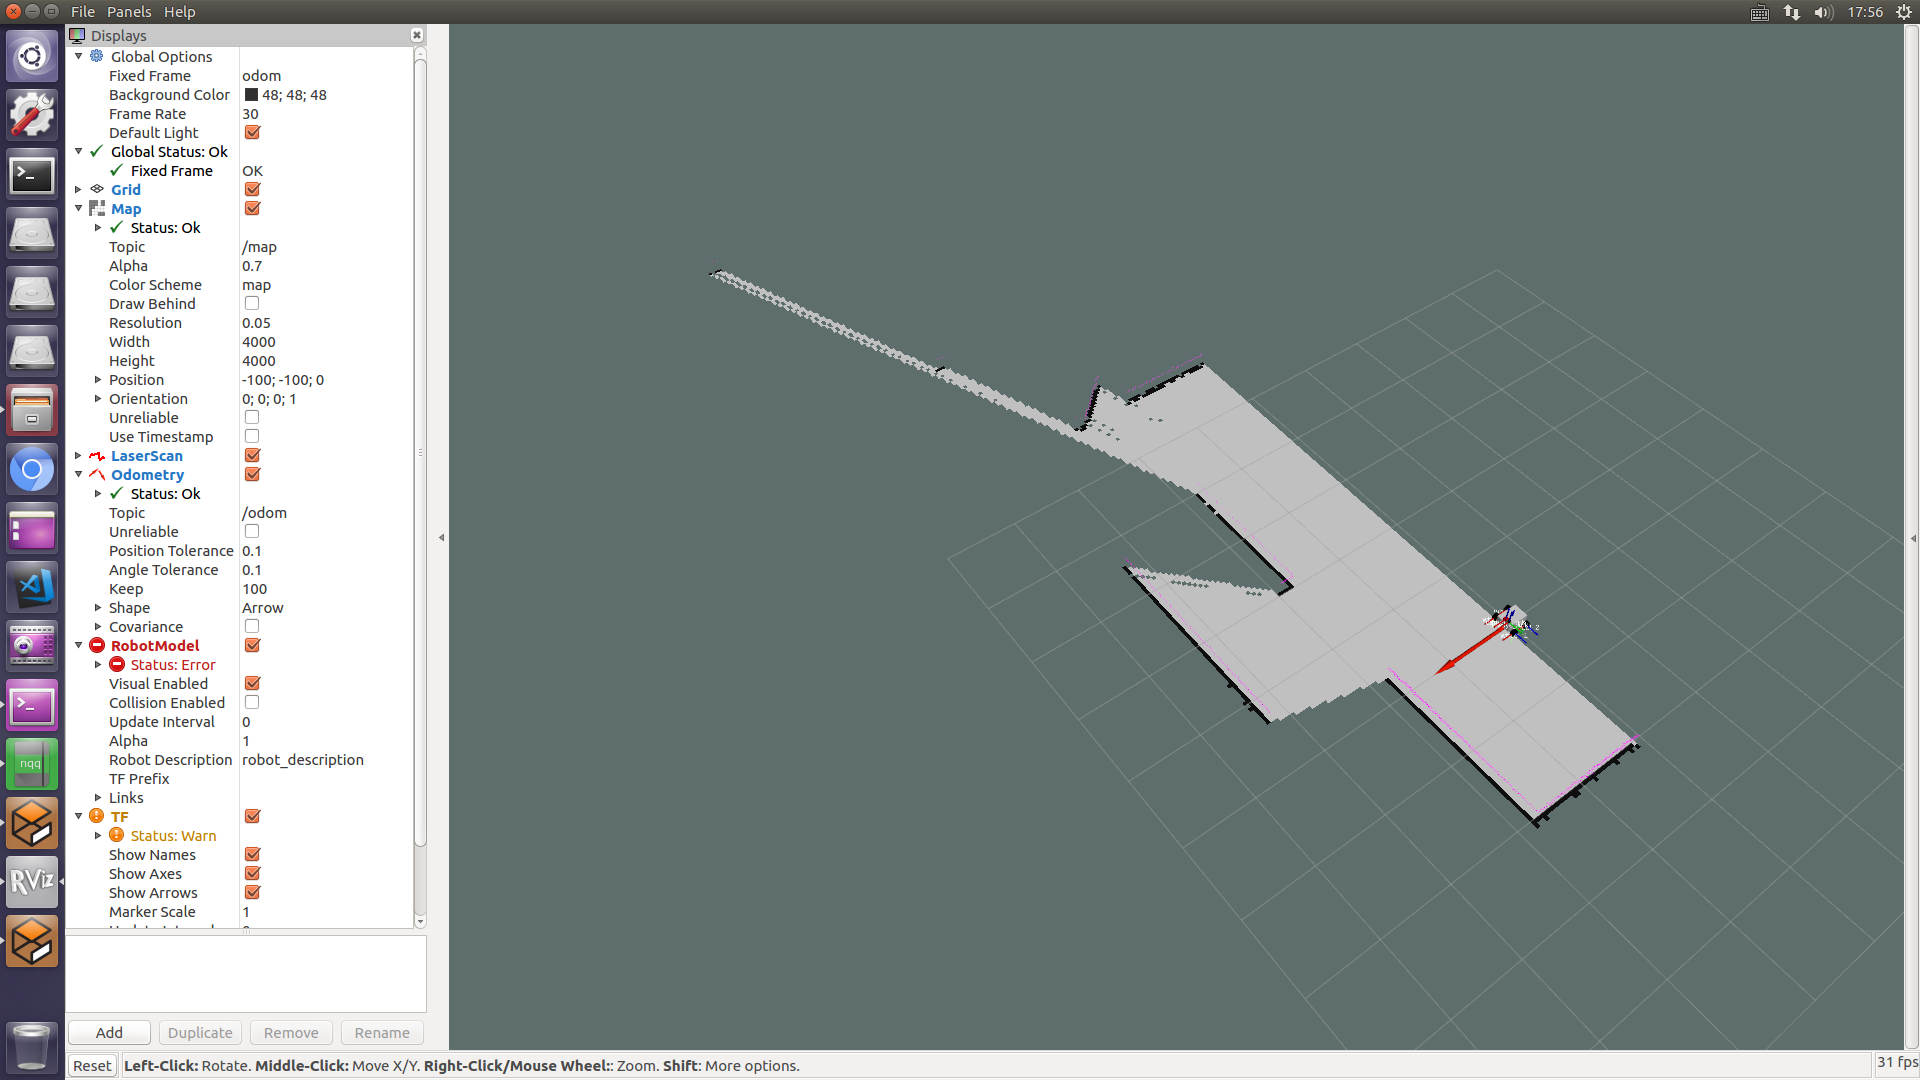 File Panels Help
17:56
Displays
Global Options
Fixed Frame odom
Background Color 48; 48; 48
Frame Rate 30
Default Light
Global Status: Ok
Fixed Frame OK
Grid
Map
Status: Ok
Topic /map
Alpha 0.7
Color Scheme map
Draw Behind
Resolution 0.05
Width 4000
Height 4000
Position -100; -100; 0
Orientation 0; 0; 0; 1
Unreliable
Use Timestamp
LaserScan
Odometry
Status: Ok
Topic /odom
Unreliable
Position Tolerance 0.1
Angle Tolerance 0.1
Keep 100
Shape Arrow
Covariance
RobotModel
Status: Error
Visual Enabled
Collision Enabled
Update Interval 0
Alpha 1
Robot Description robot_description
TF Prefix
Links
TF
Status: Warn
Show Names
Show Axes
Show Arrows
Marker Scale 1
nqq
RViz
Add Duplicate Remove Rename
Reset Left-Click: Rotate. Middle-Click: Move X/Y. Right-Click/Mouse Wheel:: Zoom. Shift: More options.
31 fps